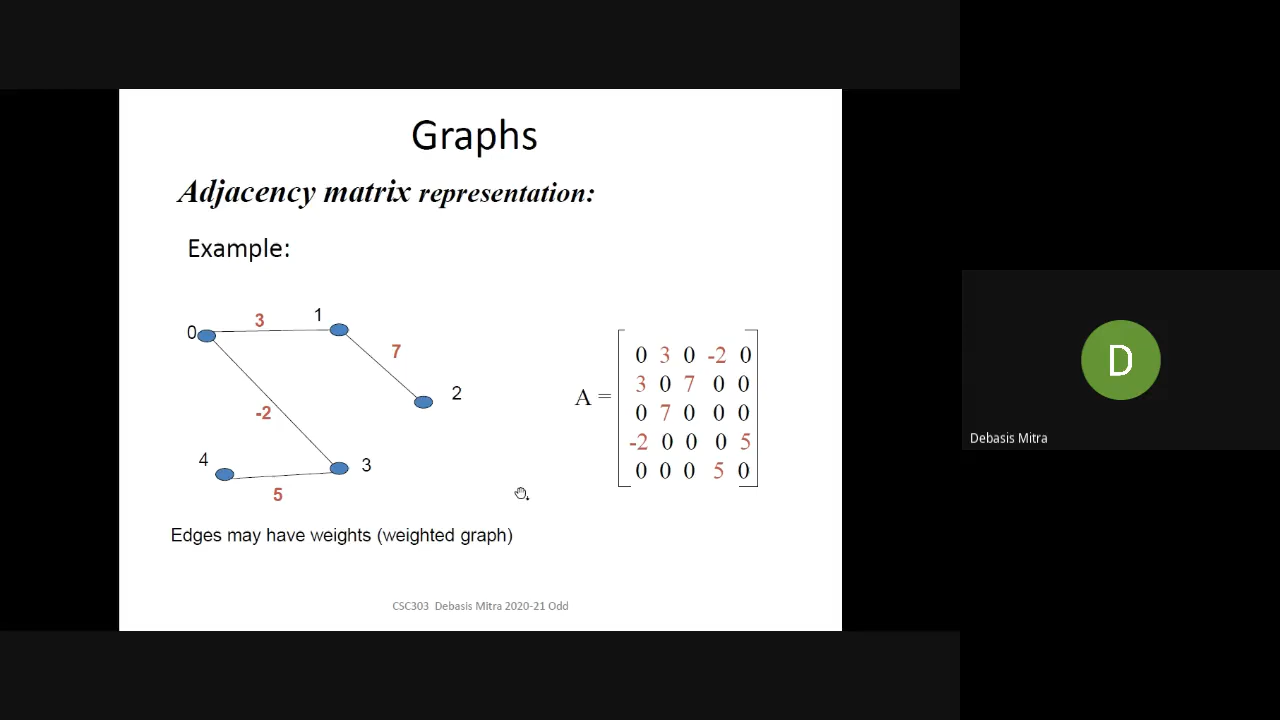 Graphs
Adjacency matrix representation:
Example:
0 3 1
7
2
-2
4 3
5
A =
0 3 0 -2 0
3 0 7 0 0
0 7 0 0 0
-2 0 0 0 5
0 0 0 5 0
Edges may have weights (weighted graph)
CSC303 Debasis Mitra 2020-21 Odd
D
Debasis Mitra